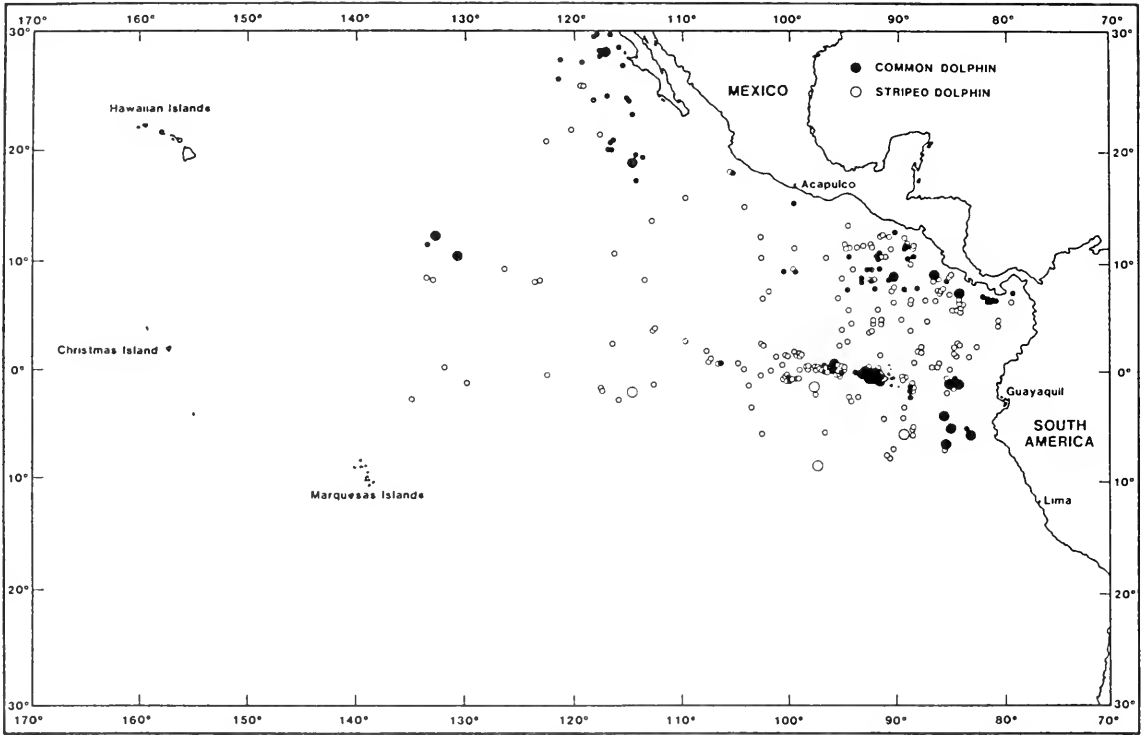 170° 160° 150° 140° 130° 120° 110° 100° 90° 80° 70°
30° 30°
COMMON DOLPHIN
MEXICO
STRIPED DOLPHIN
Hawaiian Islands
20° 20°
Acapulco
10° 10°
Christmas Island
0° 0°
Guayaquil
SOUTH
AMERICA
10° 10°
Marquesas Islands
Lima
20° 20°
30° 30°
170° 160° 150° 140° 130° 120° 110° 100° 90° 80° 70°